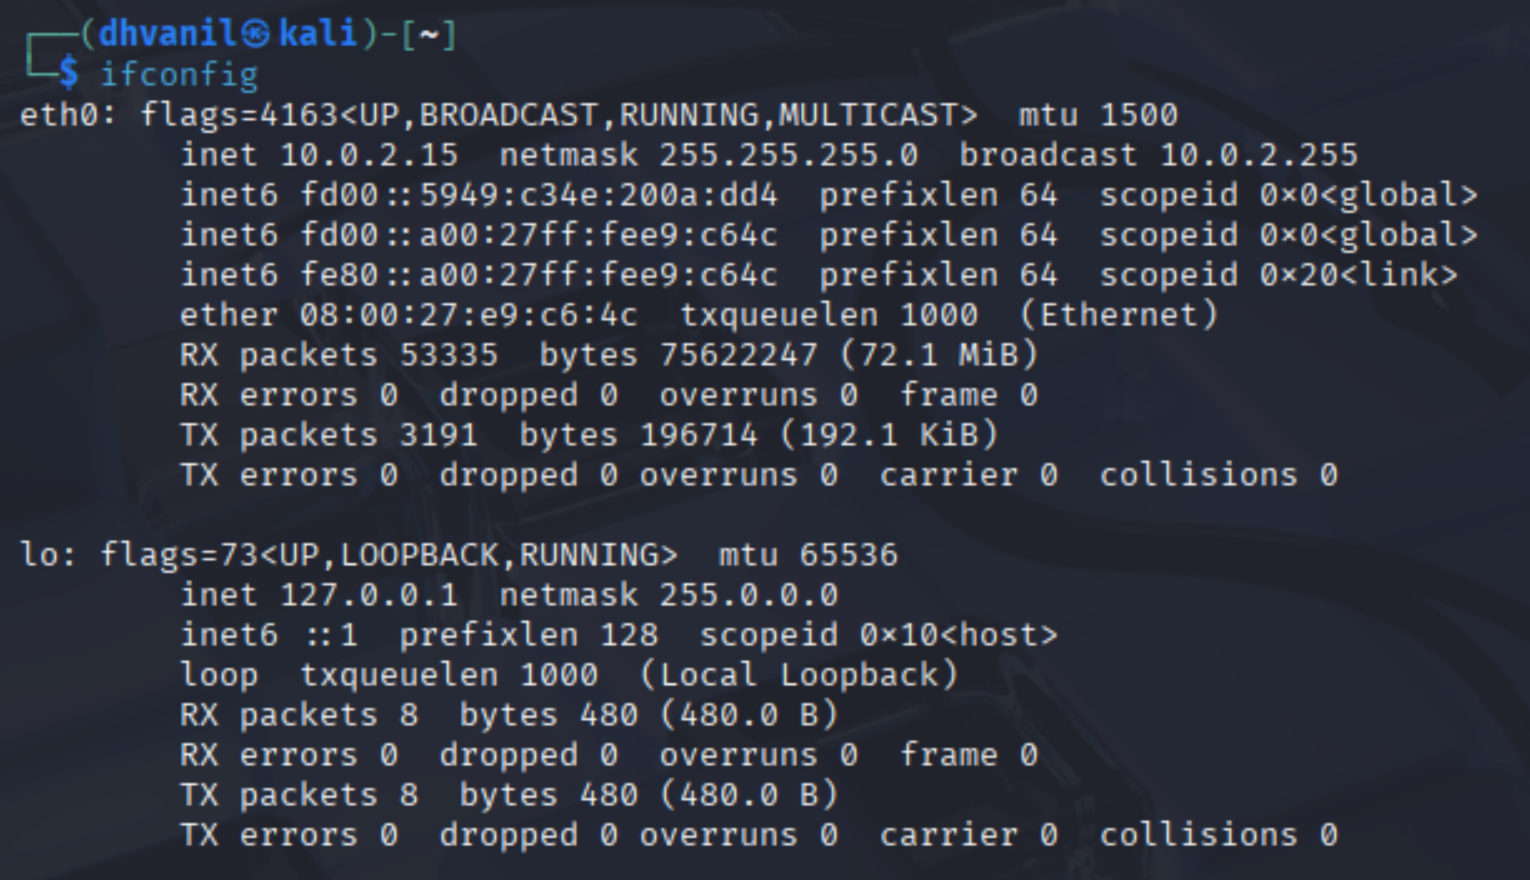 ┌──(dhvanil㉿kali)-[~]
└─$ ifconfig
eth0: flags=4163<UP,BROADCAST,RUNNING,MULTICAST>  mtu 1500
        inet 10.0.2.15  netmask 255.255.255.0  broadcast 10.0.2.255
        inet6 fd00::5949:c34e:200a:dd4  prefixlen 64  scopeid 0x0<global>
        inet6 fd00::a00:27ff:fee9:c64c  prefixlen 64  scopeid 0x0<global>
        inet6 fe80::a00:27ff:fee9:c64c  prefixlen 64  scopeid 0x20<link>
        ether 08:00:27:e9:c6:4c  txqueuelen 1000  (Ethernet)
        RX packets 53335  bytes 75622247 (72.1 MiB)
        RX errors 0  dropped 0  overruns 0  frame 0
        TX packets 3191  bytes 196714 (192.1 KiB)
        TX errors 0  dropped 0 overruns 0  carrier 0  collisions 0

lo: flags=73<UP,LOOPBACK,RUNNING>  mtu 65536
        inet 127.0.0.1  netmask 255.0.0.0
        inet6 ::1  prefixlen 128  scopeid 0x10<host>
        loop  txqueuelen 1000  (Local Loopback)
        RX packets 8  bytes 480 (480.0 B)
        RX errors 0  dropped 0  overruns 0  frame 0
        TX packets 8  bytes 480 (480.0 B)
        TX errors 0  dropped 0 overruns 0  carrier 0  collisions 0